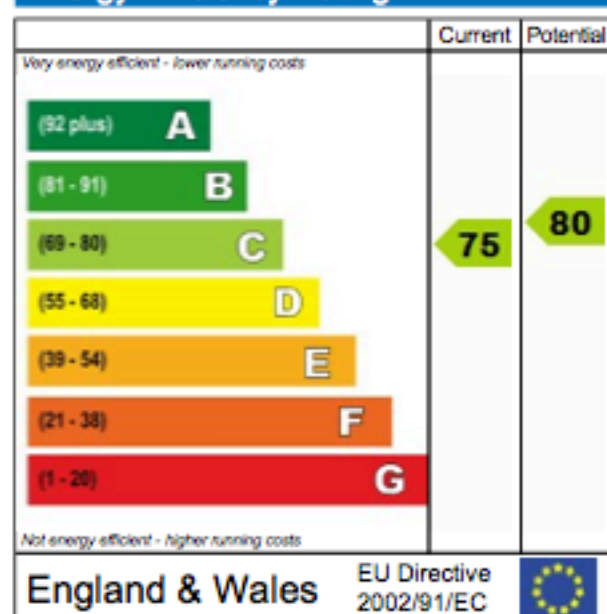 Current Potential
Very energy efficient - lower running costs
(92 plus) A
(81 - 91) B
(69 - 80) C
75
80
(55 - 68) D
(39 - 54) E
(21 - 38) F
(1 - 20) G
Not energy efficient - higher running costs
England & Wales
EU Directive
2002/91/EC